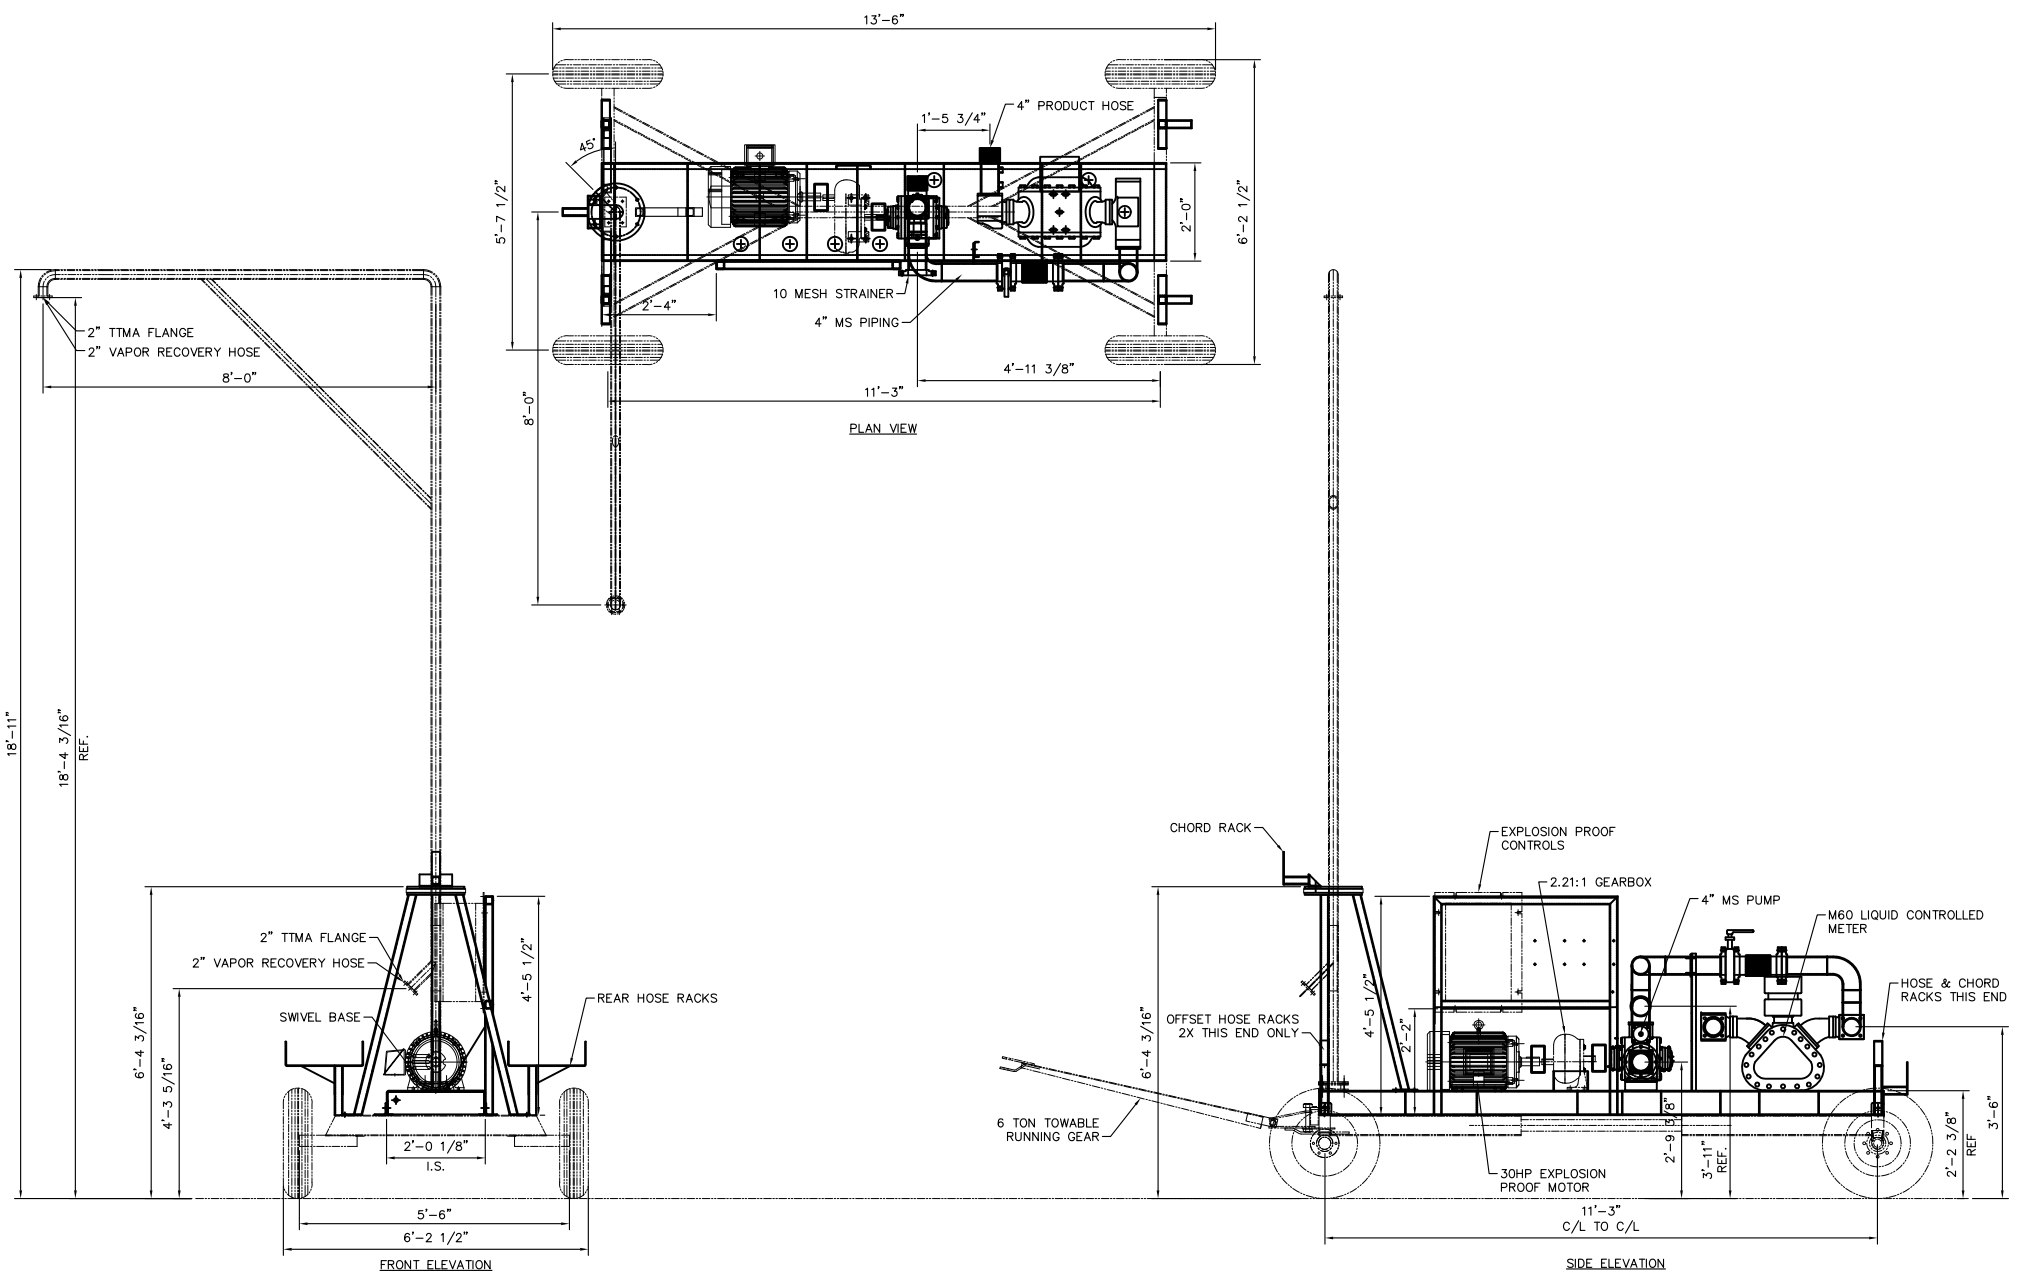 13'-6"
4" PRODUCT HOSE
1'-5 3/4"
45°
5'-7 1/2"
2'-0"
6'-2 1/2"
10 MESH STRAINER
2'-4"
4" MS PIPING
4'-11 3/8"
11'-3"
8'-0"
PLAN VIEW
2" TTMA FLANGE
2" VAPOR RECOVERY HOSE
8'-0"
18'-11"
18'-4 3/16"
REF.
2" TTMA FLANGE
2" VAPOR RECOVERY HOSE
4'-5 1/2"
REAR HOSE RACKS
SWIVEL BASE
6'-4 3/16"
4'-3 5/16"
2'-0 1/8"
I.S.
5'-6"
6'-2 1/2"
FRONT ELEVATION
CHORD RACK
EXPLOSION PROOF
CONTROLS
2.21:1 GEARBOX
4" MS PUMP
M60 LIQUID CONTROLLED
METER
HOSE & CHORD
RACKS THIS END
OFFSET HOSE RACKS
2X THIS END ONLY
6'-4 3/16"
4'-5 1/2"
2'-2"
6 TON TOWABLE
RUNNING GEAR
30HP EXPLOSION
PROOF MOTOR
2'-9 3/8"
3'-11"
REF.
2'-2 3/8"
REF
3'-6"
11'-3"
C/L TO C/L
SIDE ELEVATION